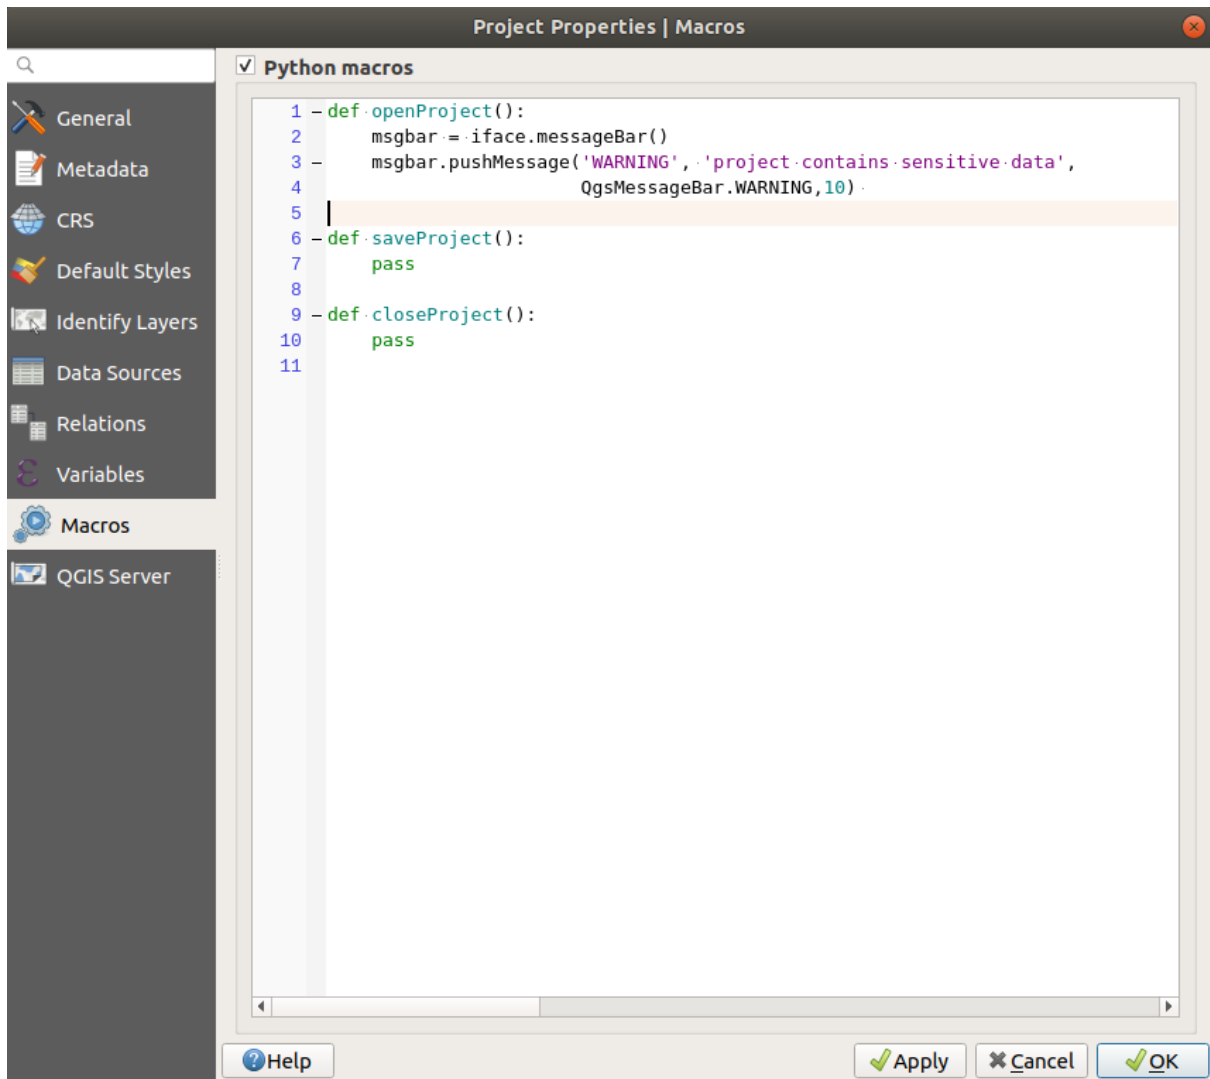 Project Properties | Macros
General
Metadata
CRS
Default Styles
Identify Layers
Data Sources
Relations
Variables
Macros
QGIS Server
Python macros
1 def openProject():
2 msgbar = iface.messageBar()
3 msgbar.pushMessage('WARNING', 'project contains sensitive data',
4 QgsMessageBar.WARNING,10)
5
6 def saveProject():
7 pass
8
9 def closeProject():
10 pass
11
Help
Apply
Cancel
OK